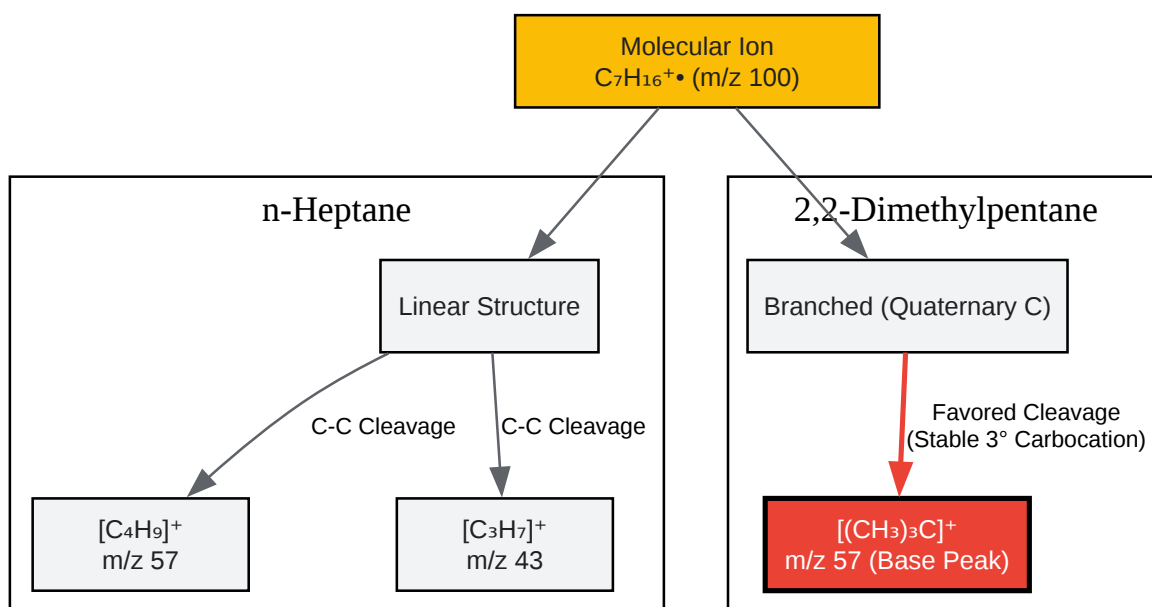 Molecular Ion
C₇H₁₆⁺• (m/z 100)
n-Heptane
2,2-Dimethylpentane
Linear Structure
Branched (Quaternary C)
C-C Cleavage
C-C Cleavage
Favored Cleavage
(Stable 3° Carbocation)
[C₄H₉]⁺
m/z 57
[C₃H₇]⁺
m/z 43
[(CH₃)₃C]⁺
m/z 57 (Base Peak)